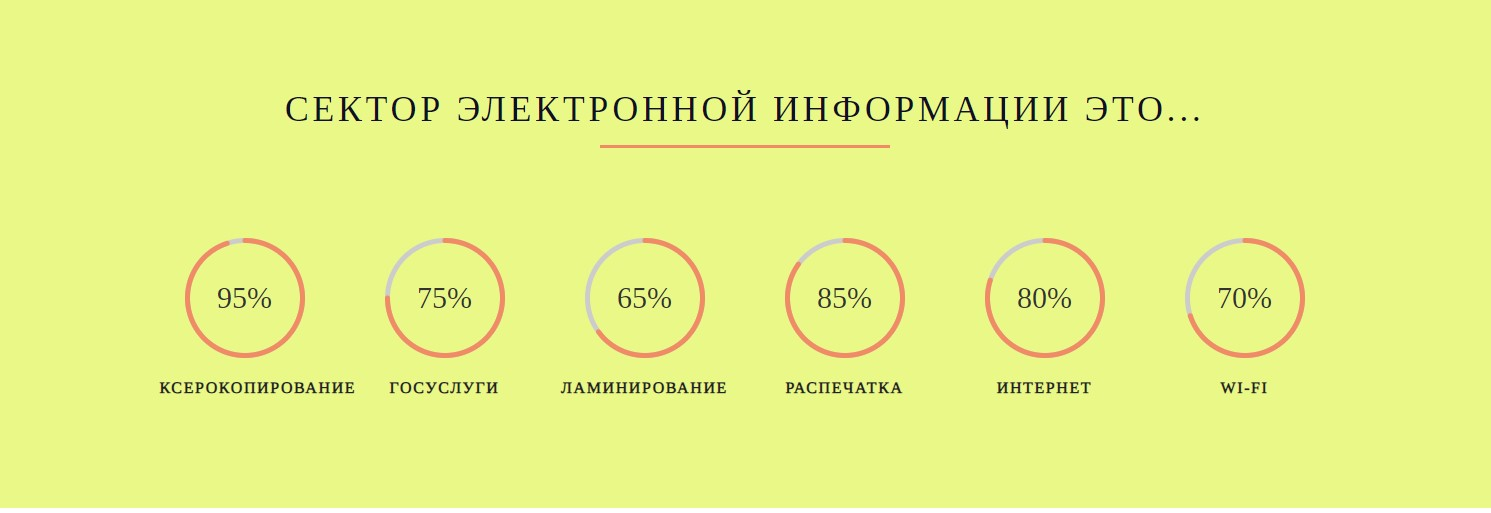 СЕКТОР ЭЛЕКТРОННОЙ ИНФОРМАЦИИ ЭТО...
95% 75% 65% 85% 80% 70%
КСЕРОКОПИРОВАНИЕ ГОСУСЛУГИ ЛАМИНИРОВАНИЕ РАСПЕЧАТКА ИНТЕРНЕТ WI-FI